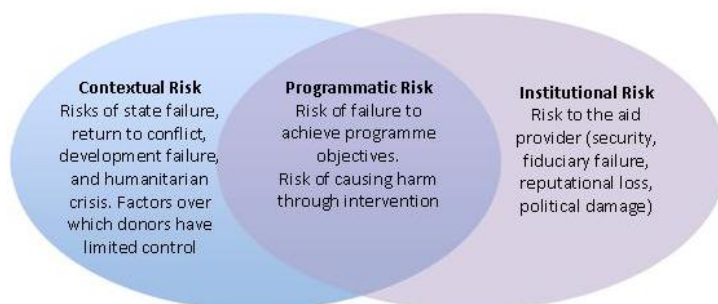 Contextual Risk
Risks of state failure,
return to conflict,
development failure,
and humanitarian
crisis. Factors over
which donors have
limited control
Programmatic Risk
Risk of failure to
achieve programme
objectives.
Risk of causing harm
through intervention
Institutional Risk
Risk to the aid
provider (security,
fiduciary failure,
reputational loss,
political damage)